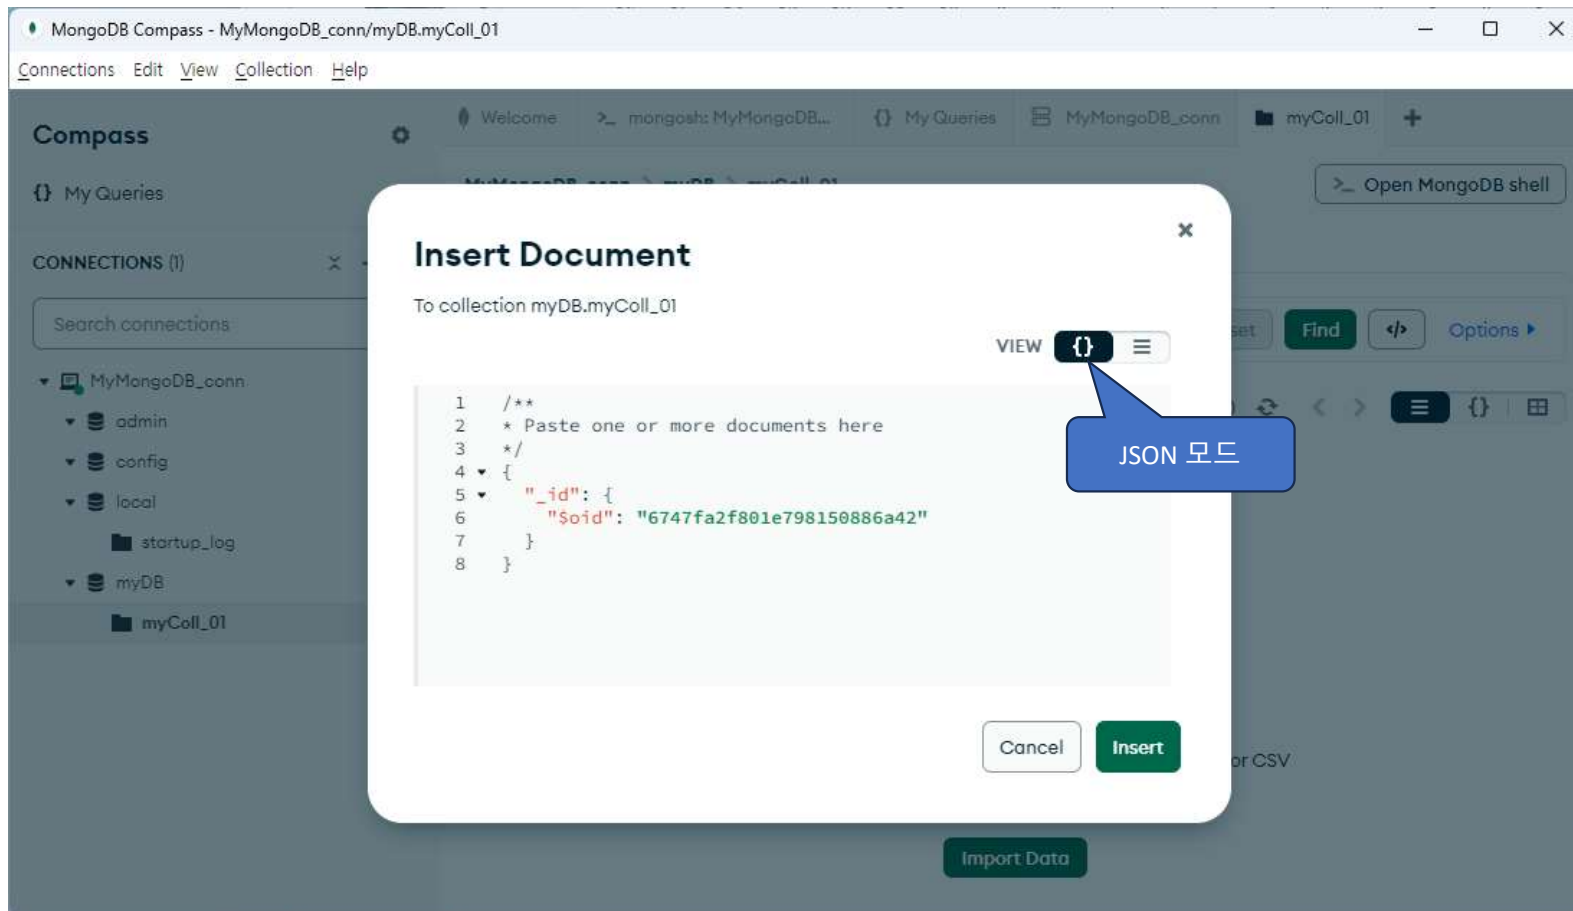 MongoDB Compass - MyMongoDB_conn/myDB.myColl_01
Connections Edit View Collection Help
Compass
Welcome >_ mongosh: MyMongoDB... {} My Queries MyMongoDB_conn myColl_01 +
{} My Queries
>_ Open MongoDB shell
CONNECTIONS (1)
Search connections
MyMongoDB_conn
admin
config
local
startup_log
myDB
myColl_01
Insert Document
To collection myDB.myColl_01
VIEW {}
Find </> Options
{}
JSON 모드
1 /**
2 * Paste one or more documents here
3 */
4 {
5 "_id": {
6 "$oid": "6747fa2f801e798150886a42"
7 }
8 }
Cancel Insert
or CSV
Import Data